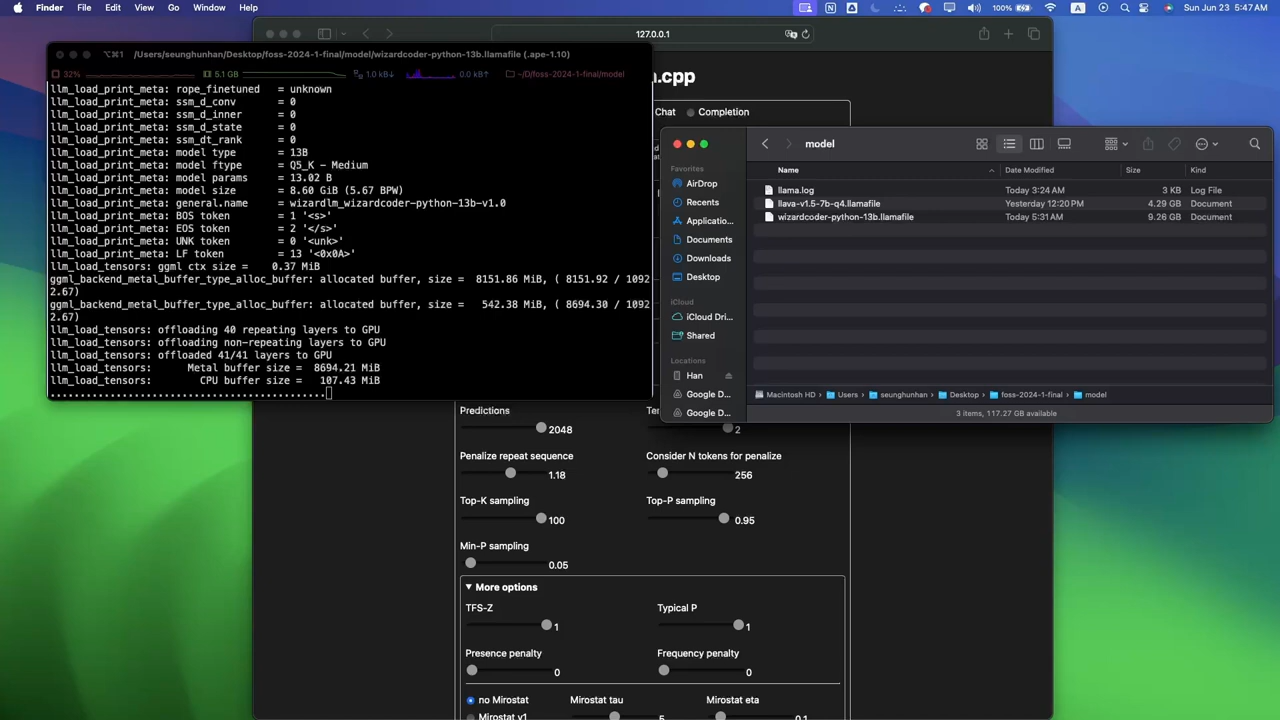 Finder File Edit View Go Window Help
100% A Sun Jun 23 5:47 AM
127.0.0.1
⌥⌘1 /Users/seunghunhan/Desktop/foss-2024-1-final/model/wizardcoder-python-13b.llamafile (.ape-1.10)
32% 5.1 GB 1.0 kB↓ 0.0 kB↑ ~/D/foss-2024-1-final/model
llm_load_print_meta: rope_finetuned = unknown
llm_load_print_meta: ssm_d_conv = 0
llm_load_print_meta: ssm_d_inner = 0
llm_load_print_meta: ssm_d_state = 0
llm_load_print_meta: ssm_dt_rank = 0
llm_load_print_meta: model type = 13B
llm_load_print_meta: model ftype = Q5_K - Medium
llm_load_print_meta: model params = 13.02 B
llm_load_print_meta: model size = 8.60 GiB (5.67 BPW)
llm_load_print_meta: general.name = wizardlm_wizardcoder-python-13b-v1.0
llm_load_print_meta: BOS token = 1 '<s>'
llm_load_print_meta: EOS token = 2 '</s>'
llm_load_print_meta: UNK token = 0 '<unk>'
llm_load_print_meta: LF token = 13 '<0x0A>'
llm_load_tensors: ggml ctx size = 0.37 MiB
ggml_backend_metal_buffer_type_alloc_buffer: allocated buffer, size = 8151.86 MiB, ( 8151.92 / 1092
2.67)
ggml_backend_metal_buffer_type_alloc_buffer: allocated buffer, size = 542.38 MiB, ( 8694.30 / 1092
2.67)
llm_load_tensors: offloading 40 repeating layers to GPU
llm_load_tensors: offloading non-repeating layers to GPU
llm_load_tensors: offloaded 41/41 layers to GPU
llm_load_tensors: Metal buffer size = 8694.21 MiB
llm_load_tensors: CPU buffer size = 107.43 MiB
..............................................
.cpp
Chat Completion
model
Favorites
AirDrop
Recents
Applicatio...
Documents
Downloads
Desktop
iCloud
iCloud Dri...
Shared
Locations
Han
Google D...
Google D...
Name Date Modified Size Kind
llama.log Today 3:24 AM 3 KB Log File
llava-v1.5-7b-q4.llamafile Yesterday 12:20 PM 4.29 GB Document
wizardcoder-python-13b.llamafile Today 5:31 AM 9.26 GB Document
Macintosh HD Users seunghunhan Desktop foss-2024-1-final model
3 items, 117.27 GB available
Predictions
2048
2
Penalize repeat sequence Consider N tokens for penalize
1.18 256
Top-K sampling Top-P sampling
100 0.95
Min-P sampling
0.05
More options
TFS-Z Typical P
1 1
Presence penalty Frequency penalty
0 0
no Mirostat Mirostat tau Mirostat eta
Mirostat v1 5 0.1